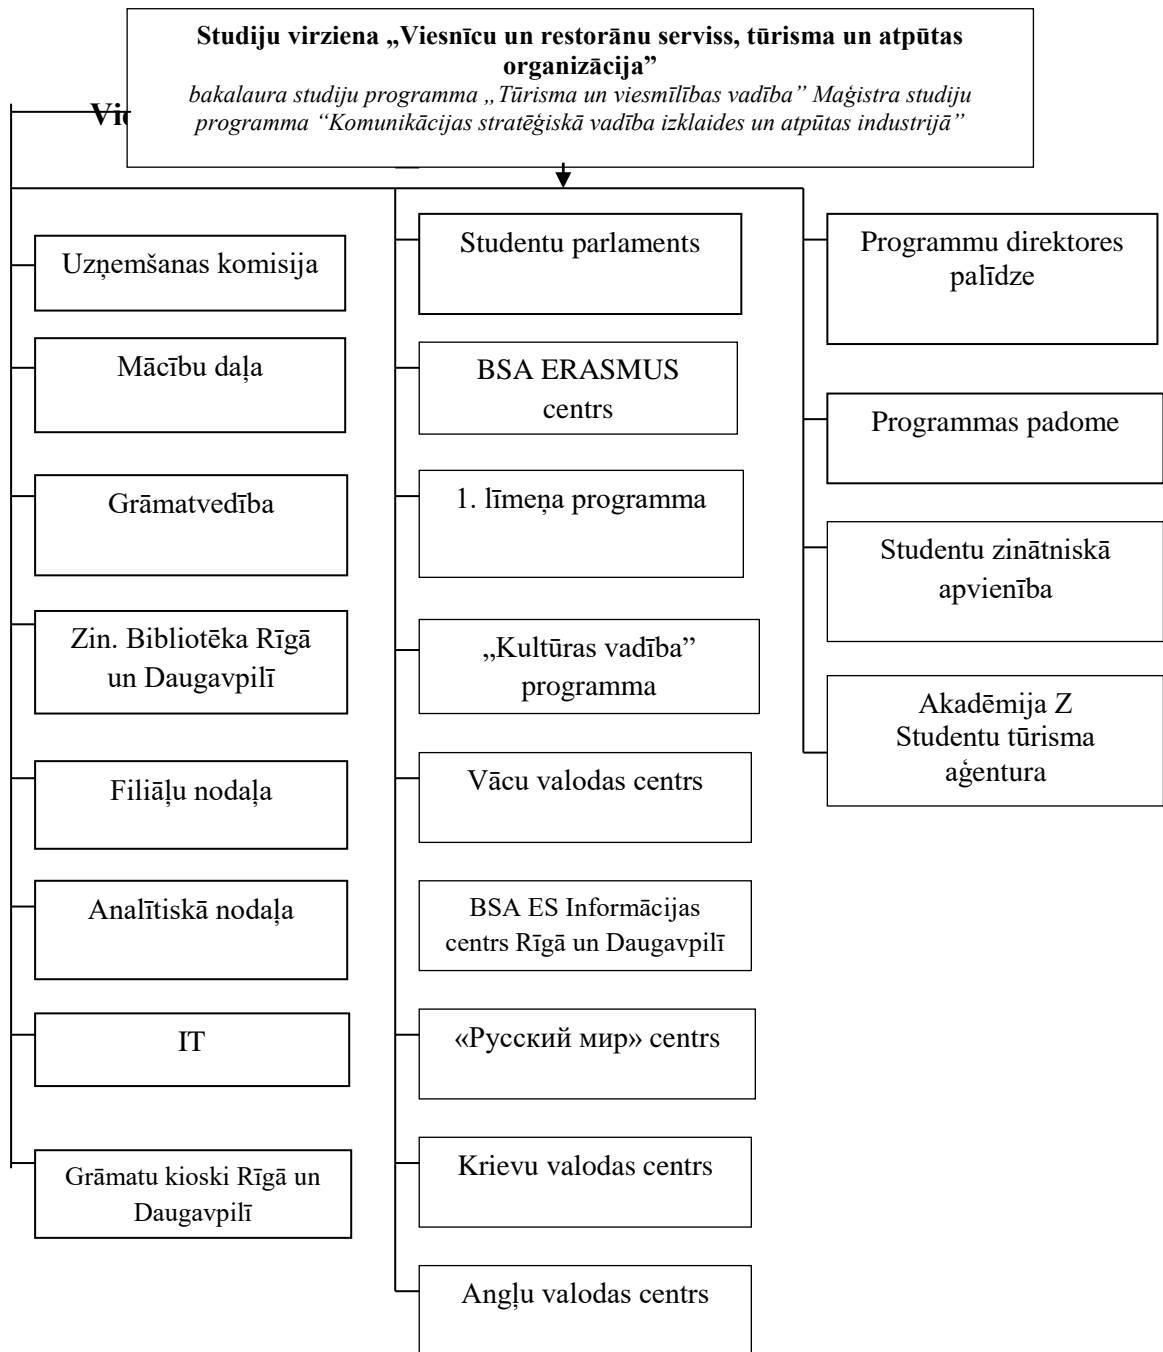 Studiju virziena „Viesnīcu un restorānu serviss, tūrisma un atpūtas
organizācija”
bakalaura studiju programma „Tūrisma un viesmīlības vadība” Maģistra studiju
programma “Komunikācijas stratēģiskā vadība izklaides un atpūtas industrijā”
Uzņemšanas komisija
Mācību daļa
Grāmatvedība
Zin. Bibliotēka Rīgā
un Daugavpilī
Filiāļu nodaļa
Analītiskā nodaļa
IT
Grāmatu kioski Rīgā un
Daugavpilī
Studentu parlaments
BSA ERASMUS
centrs
1. līmeņa programma
„Kultūras vadība”
programma
Vācu valodas centrs
BSA ES Informācijas
centrs Rīgā un Daugavpilī
«Русский мир» centrs
Krievu valodas centrs
Angļu valodas centrs
Programmu direktores
palīdze
Programmas padome
Studentu zinātniskā
apvienība
Akadēmija Z
Studentu tūrisma
aģentura